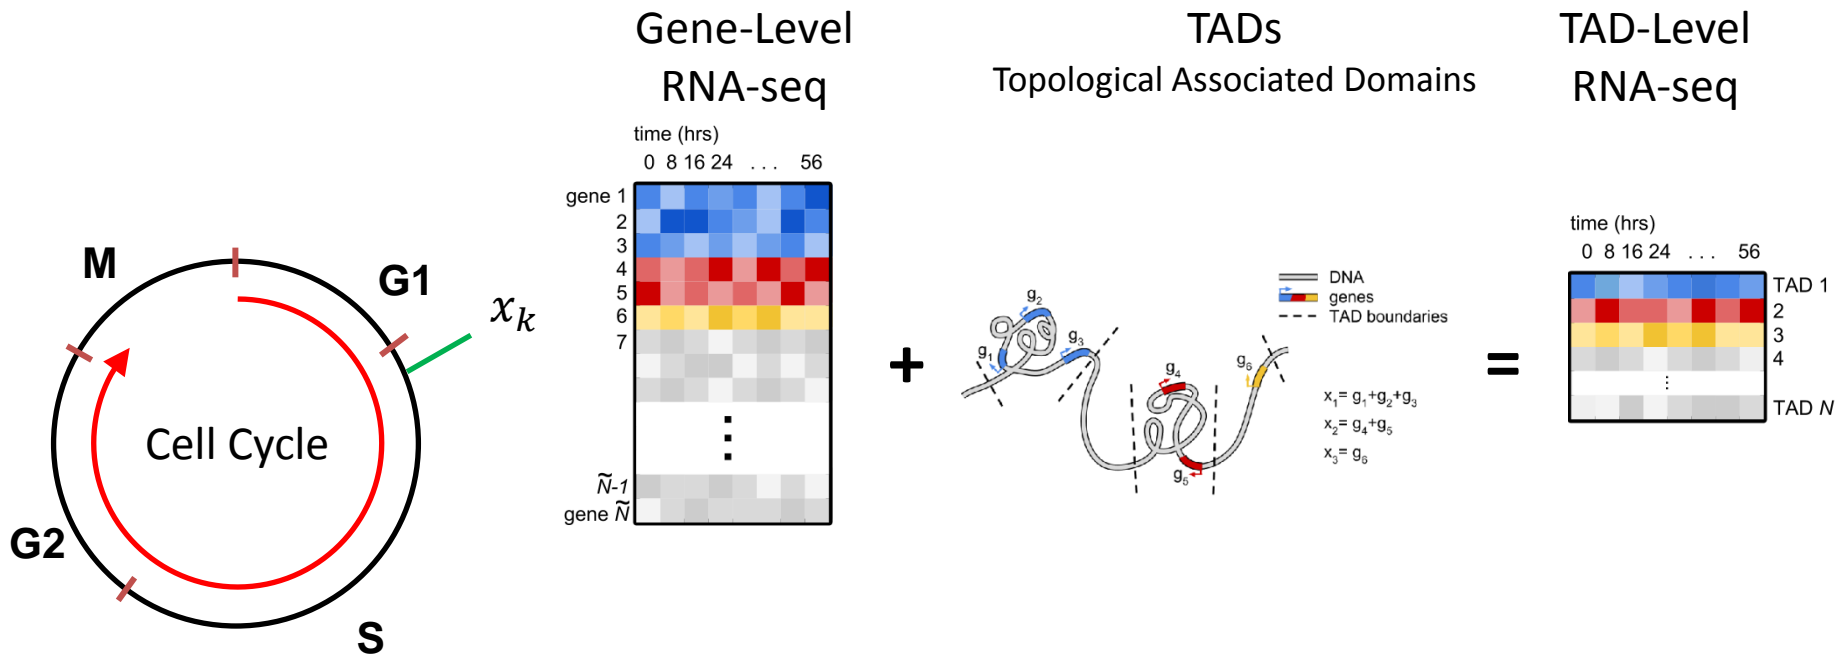 Gene-Level
RNA-seq
TADs
Topological Associated Domains
TAD-Level
RNA-seq
M
G1
G2
S
Cell Cycle
x_k
time (hrs)
0 8 16 24 . . . 56
gene 1
2
3
4
5
6
7
Ñ-1
gene Ñ
+
g₁
g₂
g₃
g₄
g₅
g₆
DNA
genes
TAD boundaries
x₁= g₁+g₂+g₃
x₂= g₄+g₅
x₃= g₆
=
time (hrs)
0 8 16 24 . . . 56
TAD 1
2
3
4
TAD N